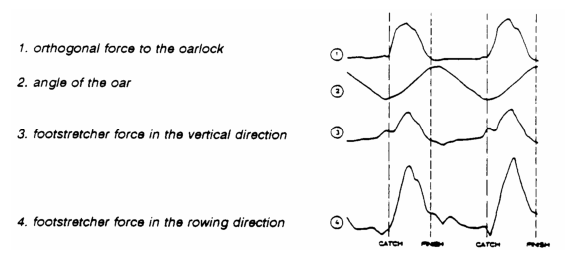 1. orthogonal force to the oarlock
2. angle of the oar
3. footstretcher force in the vertical direction
4. footstretcher force in the rowing direction
1
2
3
4
CATCH FINISH CATCH FINISH